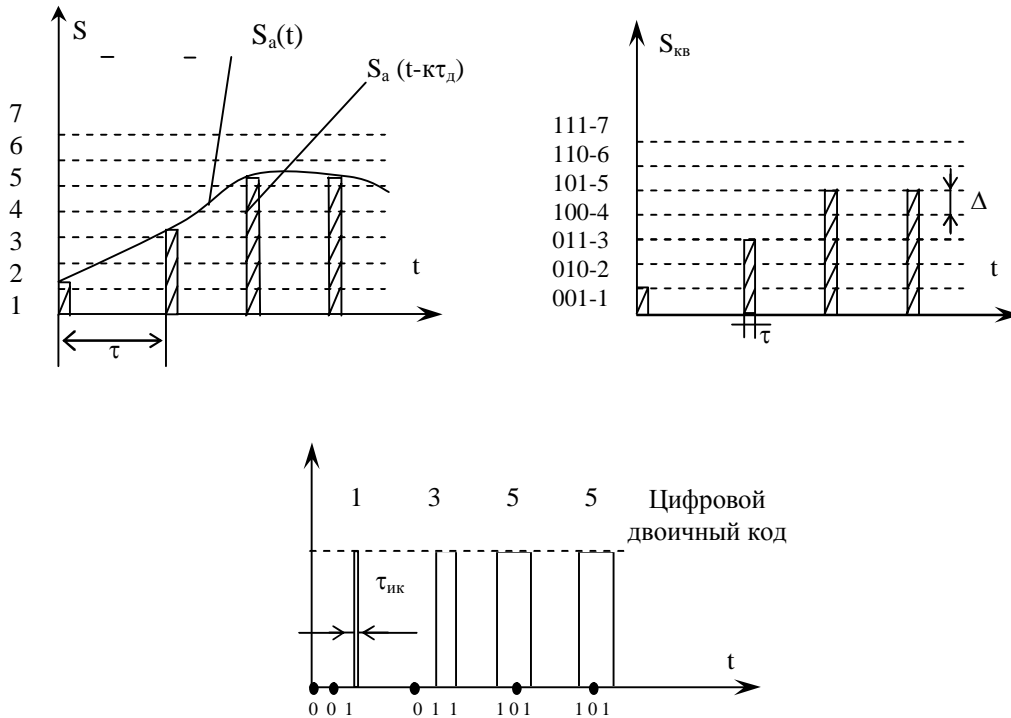 S
Sₐ(t)
Sₐ (t-кτд)
7
6
5
4
3
2
1
t
τ
Sкв
111-7
110-6
101-5
100-4
011-3
010-2
001-1
Δ
t
τ
1 3 5 5
Цифровой
двоичный код
τик
t
0 0 1 0 1 1 1 0 1 1 0 1